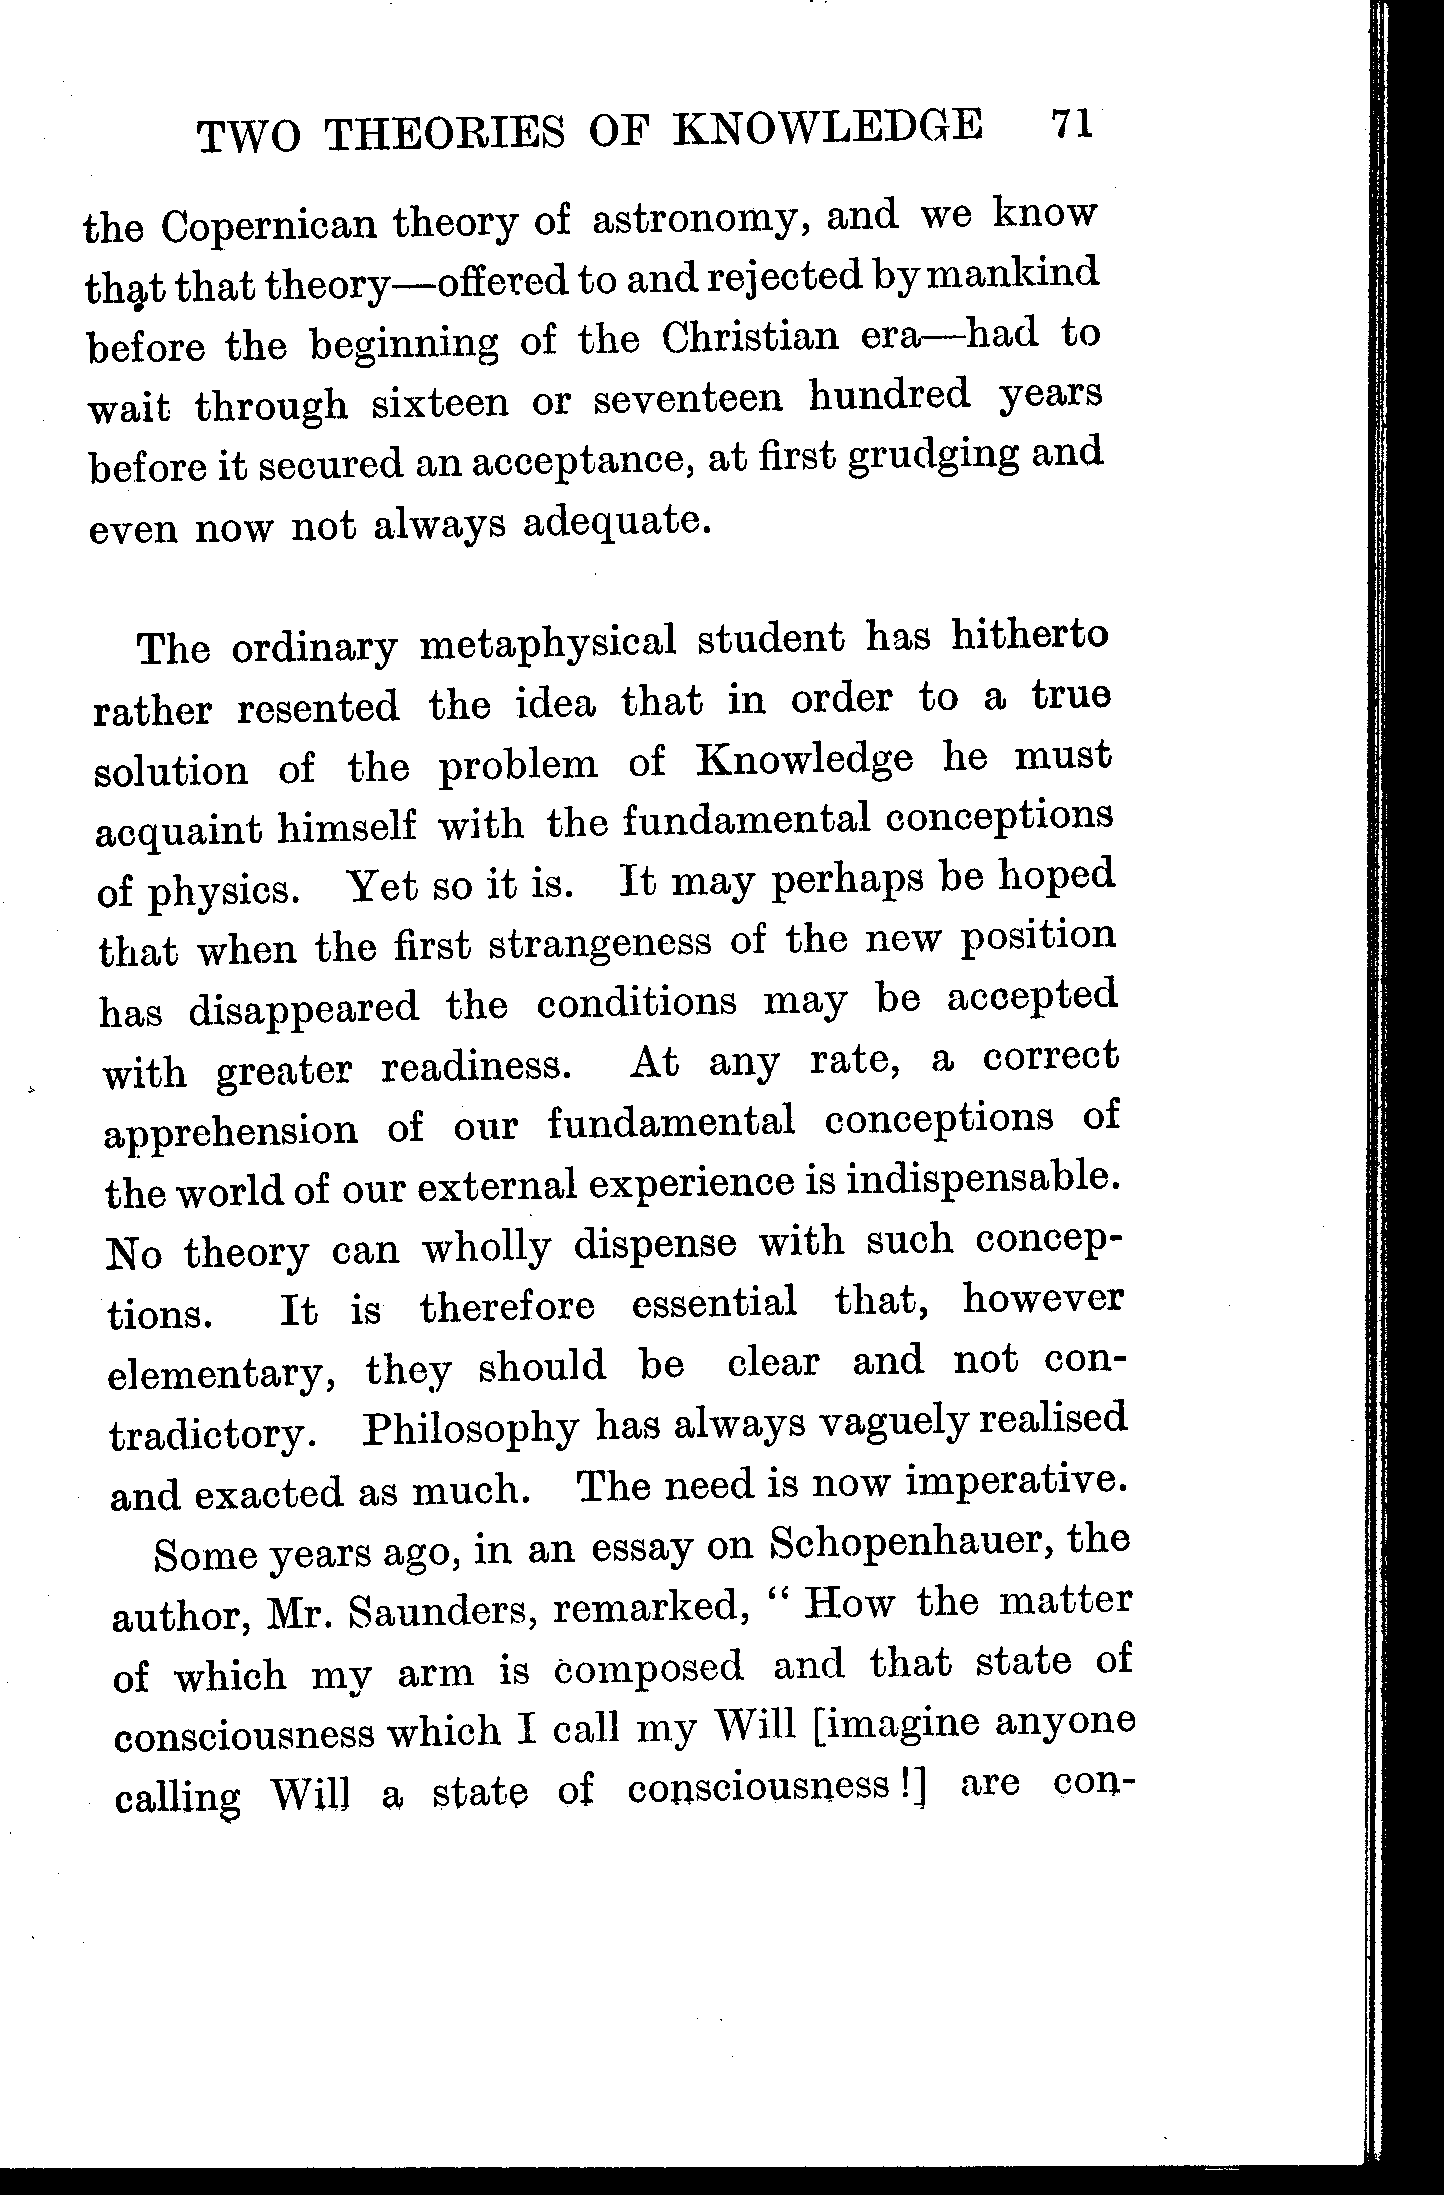 TWO THEORIES OF KNOWLEDGE 71
the Copernican theory of astronomy, and we know
that that theory—offered to and rejected by mankind
before the beginning of the Christian era—had to
wait through sixteen or seventeen hundred years
before it secured an acceptance, at first grudging and
even now not always adequate.
The ordinary metaphysical student has hitherto
rather resented the idea that in order to a true
solution of the problem of Knowledge he must
acquaint himself with the fundamental conceptions
of physics. Yet so it is. It may perhaps be hoped
that when the first strangeness of the new position
has disappeared the conditions may be accepted
with greater readiness. At any rate, a correct
apprehension of our fundamental conceptions of
the world of our external experience is indispensable.
No theory can wholly dispense with such concep-
tions. It is therefore essential that, however
elementary, they should be clear and not con-
tradictory. Philosophy has always vaguely realised
and exacted as much. The need is now imperative.
Some years ago, in an essay on Schopenhauer, the
author, Mr. Saunders, remarked, “ How the matter
of which my arm is composed and that state of
consciousness which I call my Will [imagine anyone
calling Will a state of consciousness !] are con-